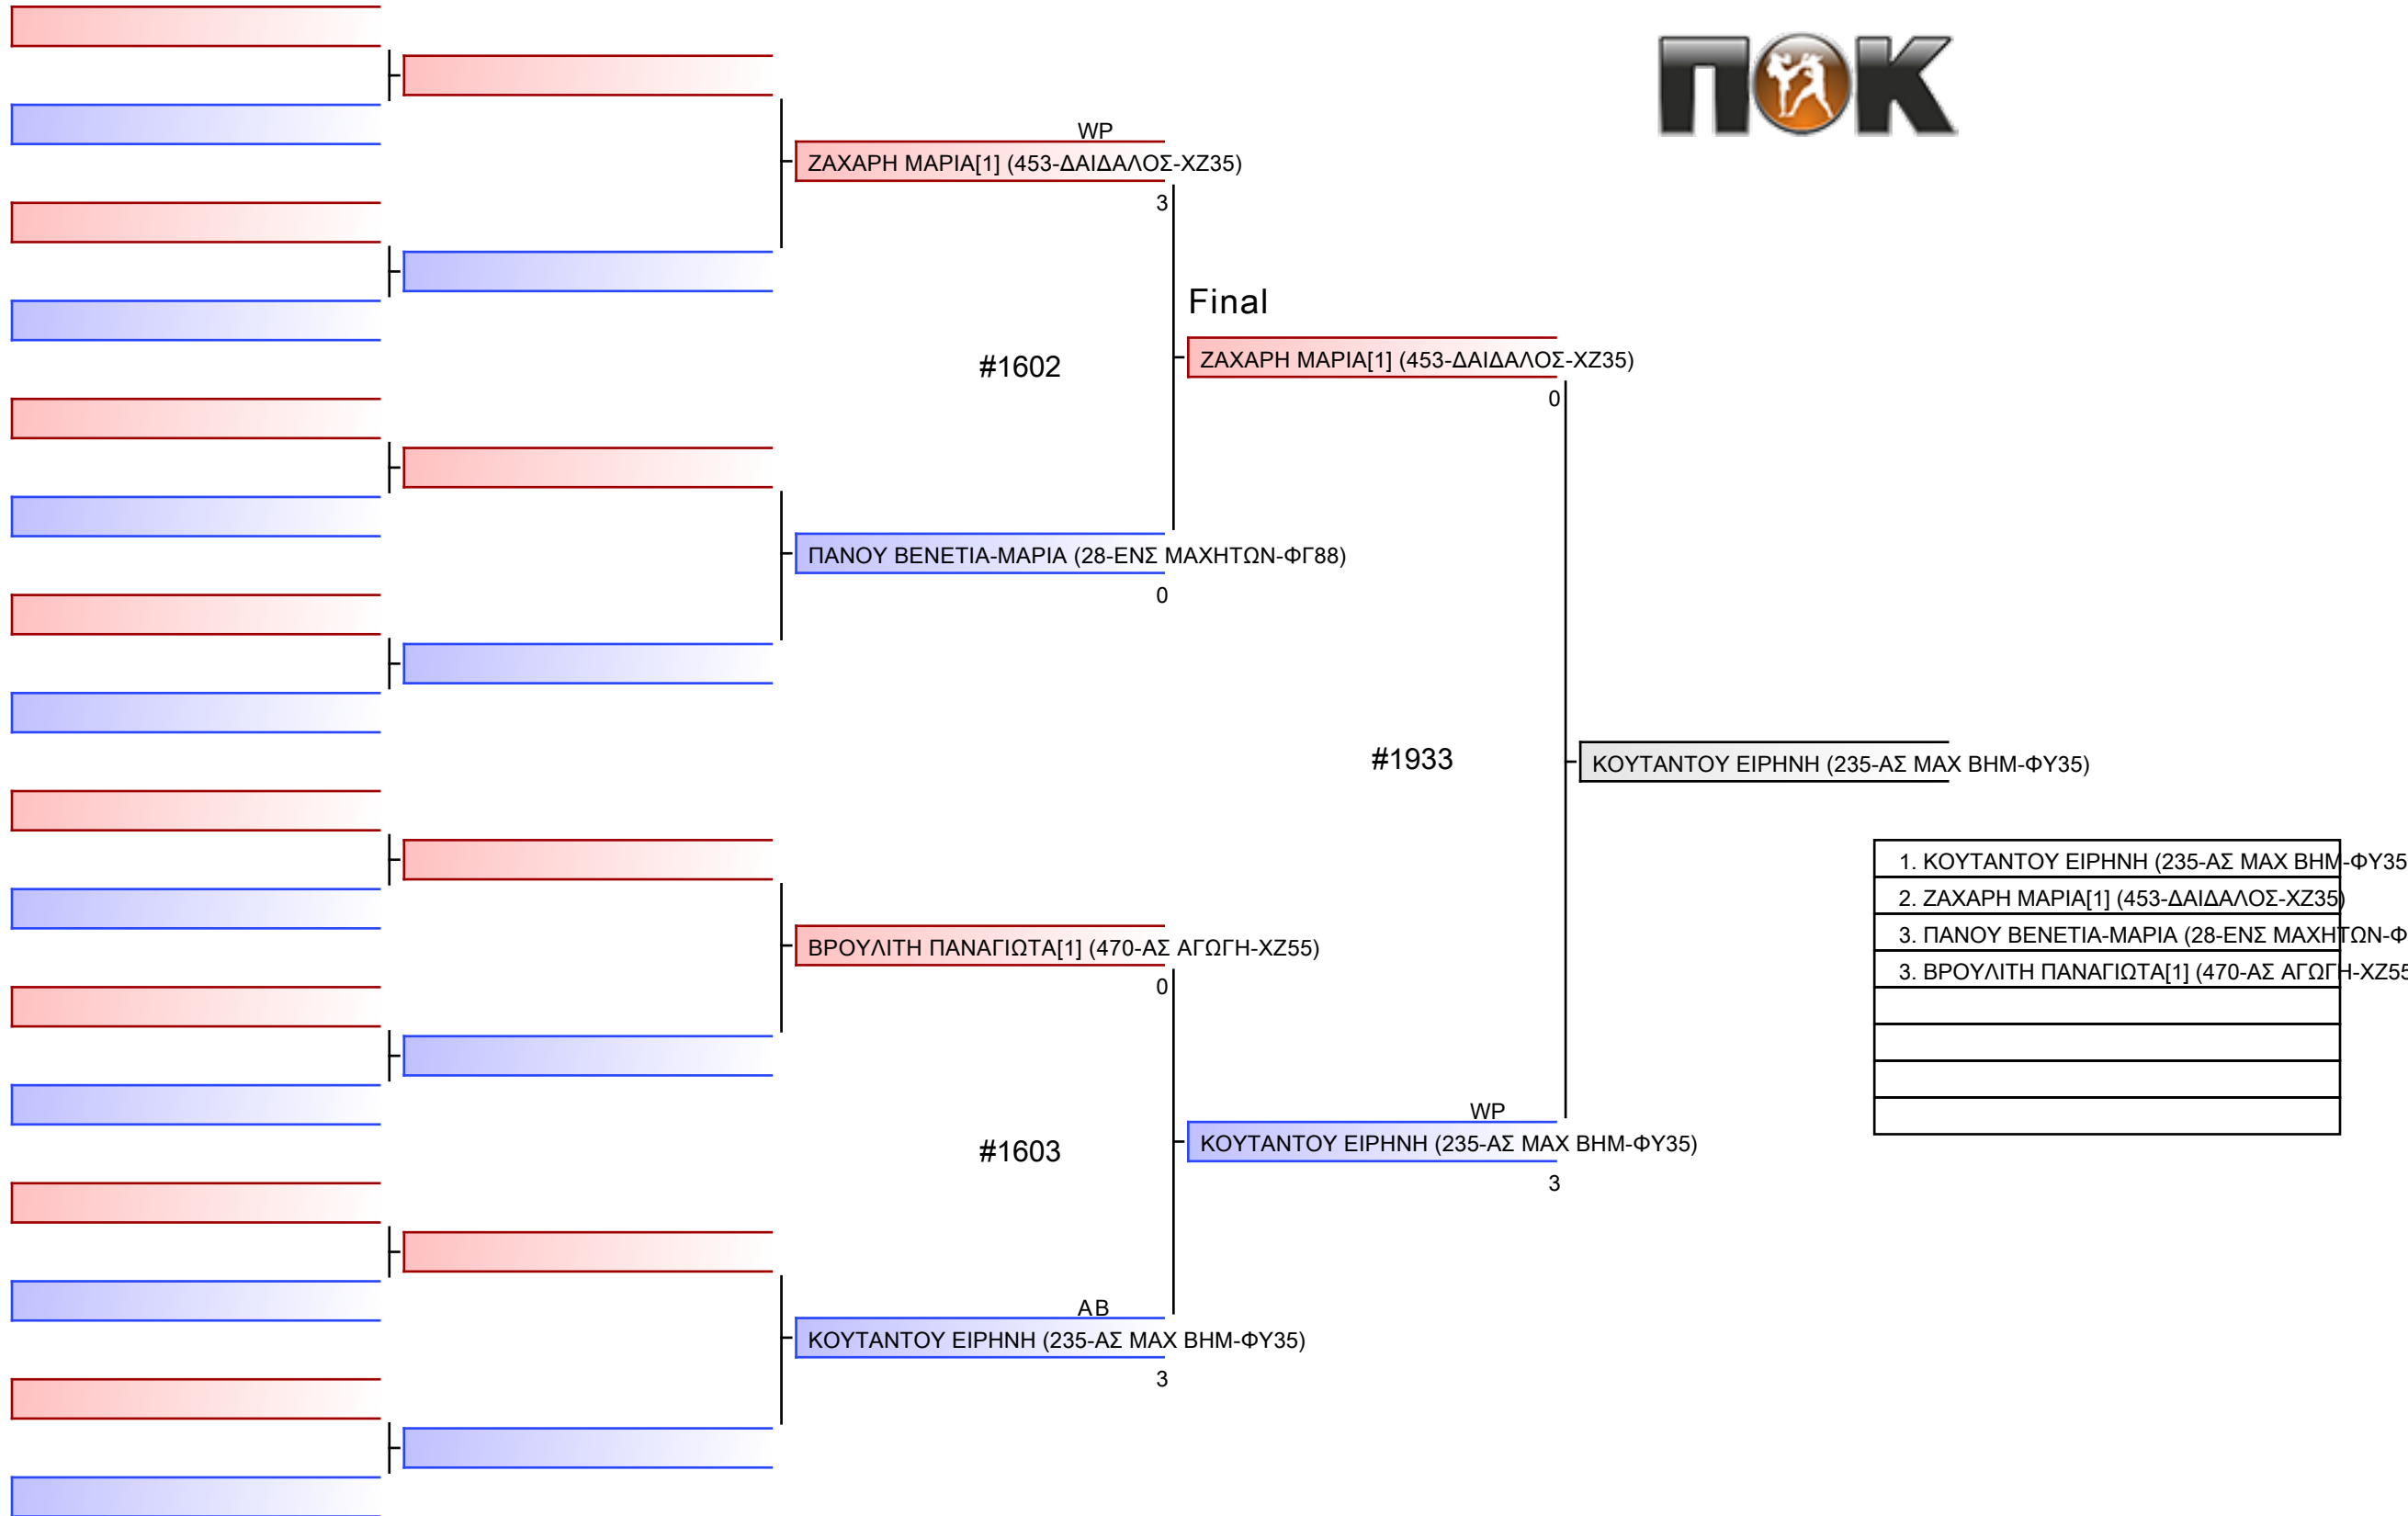 ΠΟΚ
WP
ΖΑΧΑΡΗ ΜΑΡΙΑ[1] (453-ΔΑΙΔΑΛΟΣ-ΧΖ35)
3
Final
#1602
ΖΑΧΑΡΗ ΜΑΡΙΑ[1] (453-ΔΑΙΔΑΛΟΣ-ΧΖ35)
0
ΠΑΝΟΥ ΒΕΝΕΤΙΑ-ΜΑΡΙΑ (28-ΕΝΣ ΜΑΧΗΤΩΝ-ΦΓ88)
0
#1933
ΚΟΥΤΑΝΤΟΥ ΕΙΡΗΝΗ (235-ΑΣ ΜΑΧ ΒΗΜ-ΦΥ35)
1. ΚΟΥΤΑΝΤΟΥ ΕΙΡΗΝΗ (235-ΑΣ ΜΑΧ ΒΗΜ-ΦΥ35
2. ΖΑΧΑΡΗ ΜΑΡΙΑ[1] (453-ΔΑΙΔΑΛΟΣ-ΧΖ35)
3. ΠΑΝΟΥ ΒΕΝΕΤΙΑ-ΜΑΡΙΑ (28-ΕΝΣ ΜΑΧΗΤΩΝ-Φ
3. ΒΡΟΥΛΙΤΗ ΠΑΝΑΓΙΩΤΑ[1] (470-ΑΣ ΑΓΩΓΗ-ΧΖ55
ΒΡΟΥΛΙΤΗ ΠΑΝΑΓΙΩΤΑ[1] (470-ΑΣ ΑΓΩΓΗ-ΧΖ55)
0
WP
#1603
ΚΟΥΤΑΝΤΟΥ ΕΙΡΗΝΗ (235-ΑΣ ΜΑΧ ΒΗΜ-ΦΥ35)
3
AB
ΚΟΥΤΑΝΤΟΥ ΕΙΡΗΝΗ (235-ΑΣ ΜΑΧ ΒΗΜ-ΦΥ35)
3